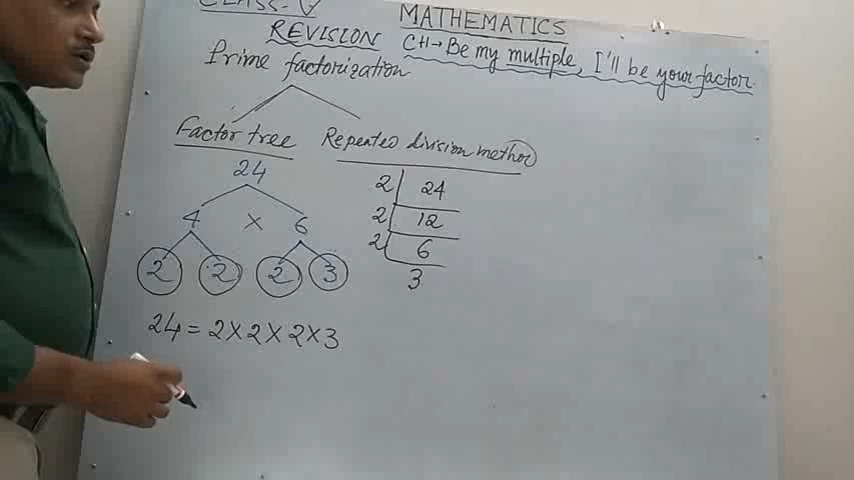 CLASS-V
MATHEMATICS
REVISION
CH→Be my multiple, I'll be your factor.
Prime factorization
Factor tree
Repeated division method
24
4 × 6
2 2 2 3
24 = 2×2×2×3
2 24
2 12
2 6
3